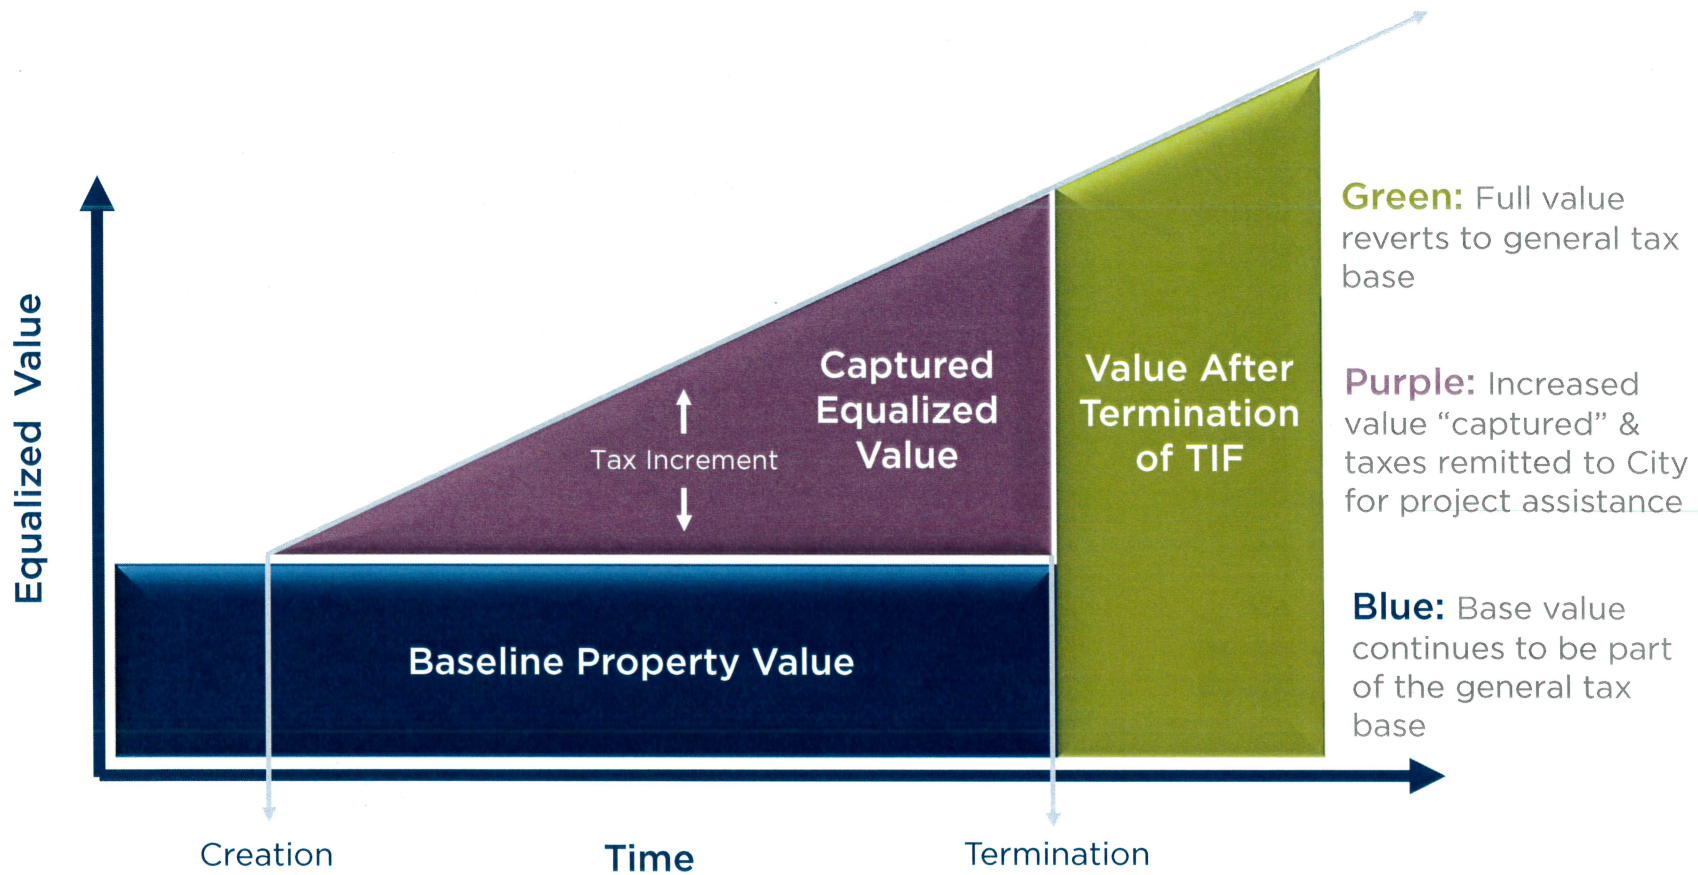 Equalized Value
Captured
Equalized
Value
Tax Increment
Value After
Termination
of TIF
Baseline Property Value
Green: Full value
reverts to general tax
base
Purple: Increased
value “captured” &
taxes remitted to City
for project assistance
Blue: Base value
continues to be part
of the general tax
base
Creation
Time
Termination